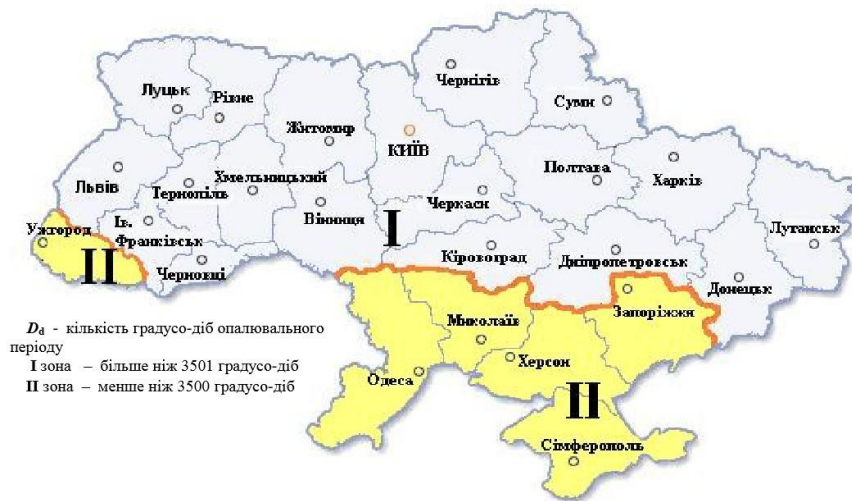 Чернігів
Луцьк
Рівне
Суми
Житомир
КИЇВ
Львів
Тернопіль
Хмельницький
Полтава
Харків
Вінниця
Черкаси
Луганськ
Ужгород
Ів.
Франківськ
I
II
Чернівці
Кіровоград
Дніпропетровськ
Донецьк
Запоріжжя
Миколаїв
Херсон
Одеса
II
Сімферополь
Dd - кількість градусо-діб опалювального
періоду
I зона – більше ніж 3501 градусо-діб
II зона – менше ніж 3500 градусо-діб